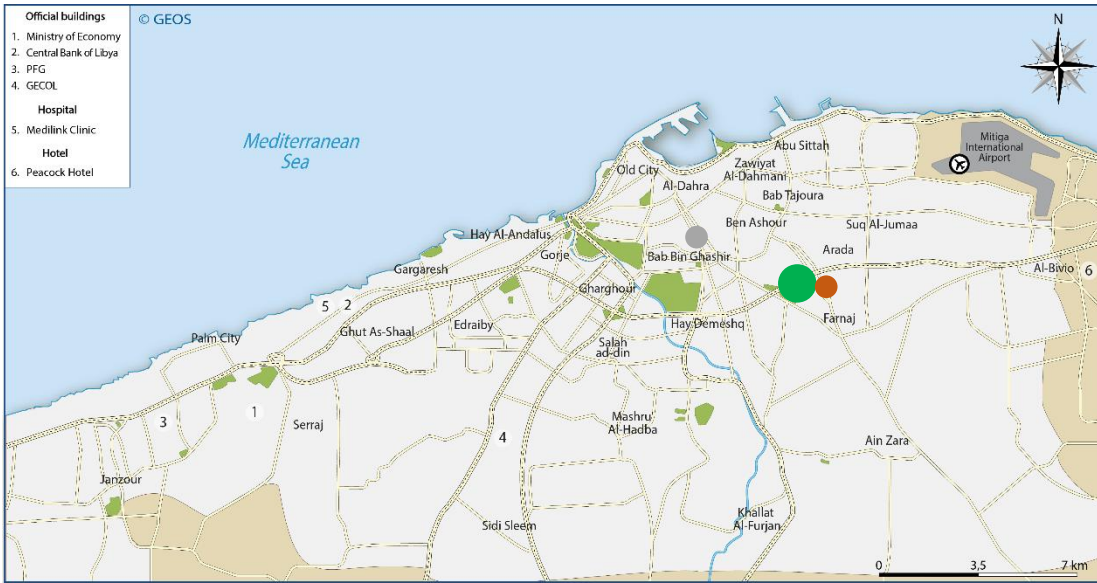 Official buildings
1. Ministry of Economy
2. Central Bank of Libya
3. PFG
4. GECOL
Hospital
5. Medilink Clinic
Hotel
6. Peacock Hotel
© GEOS
N
Mediterranean
Sea
Mitiga
International
Airport
Abu Sittah
Old City
Zawiyat
Al-Dahmani
Al-Dahra
Bab Tajoura
Ben Ashour
Suq Al-Jumaa
Hay Al-Andalus
Gorje
Bab Bin Ghashir
Arada
Gargaresh
Al-Bivio
6
Gharghour
5 2
Farnaj
Palm City
Ghut As-Shaal
Edraiby
Hay Demeshq
Salah
ad-din
1
3
Serraj
Mashru
Al-Hadba
4
Ain Zara
Janzour
Sidi Sleem
Khallat
Al-Furjan
0 3,5 7 km